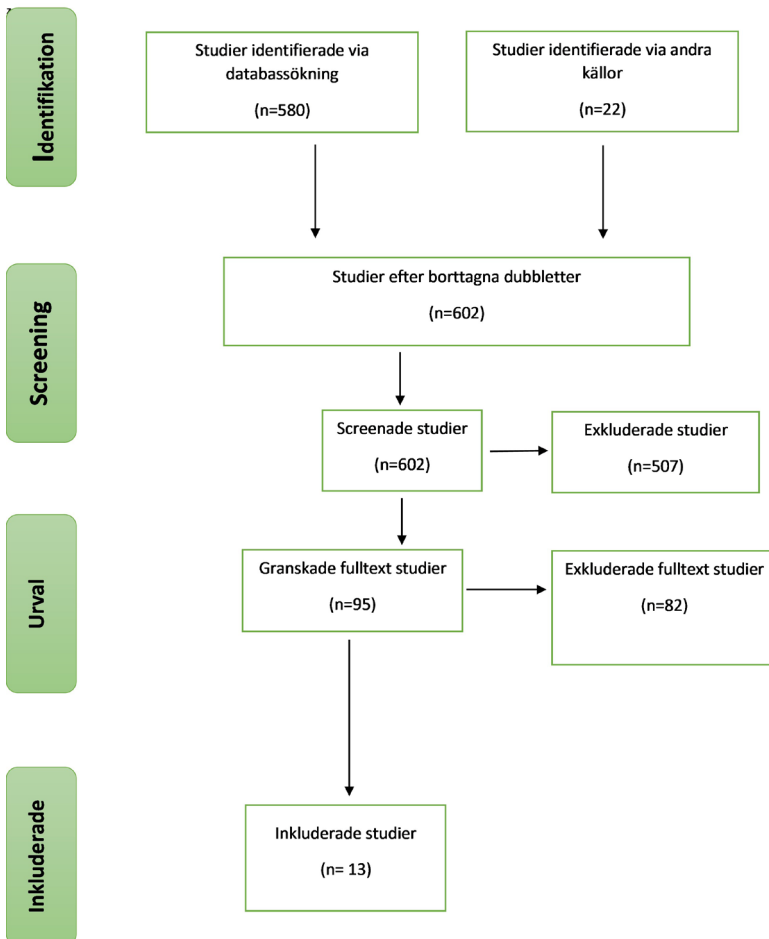 Identifikation
Studier identifierade via
databassökning
(n=580)
Studier identifierade via andra
källor
(n=22)
Screening
Studier efter borttagna dubbletter
(n=602)
Screenade studier
(n=602)
Exkluderade studier
(n=507)
Urval
Granskade fulltext studier
(n=95)
Exkluderade fulltext studier
(n=82)
Inkluderade
Inkluderade studier
(n= 13)